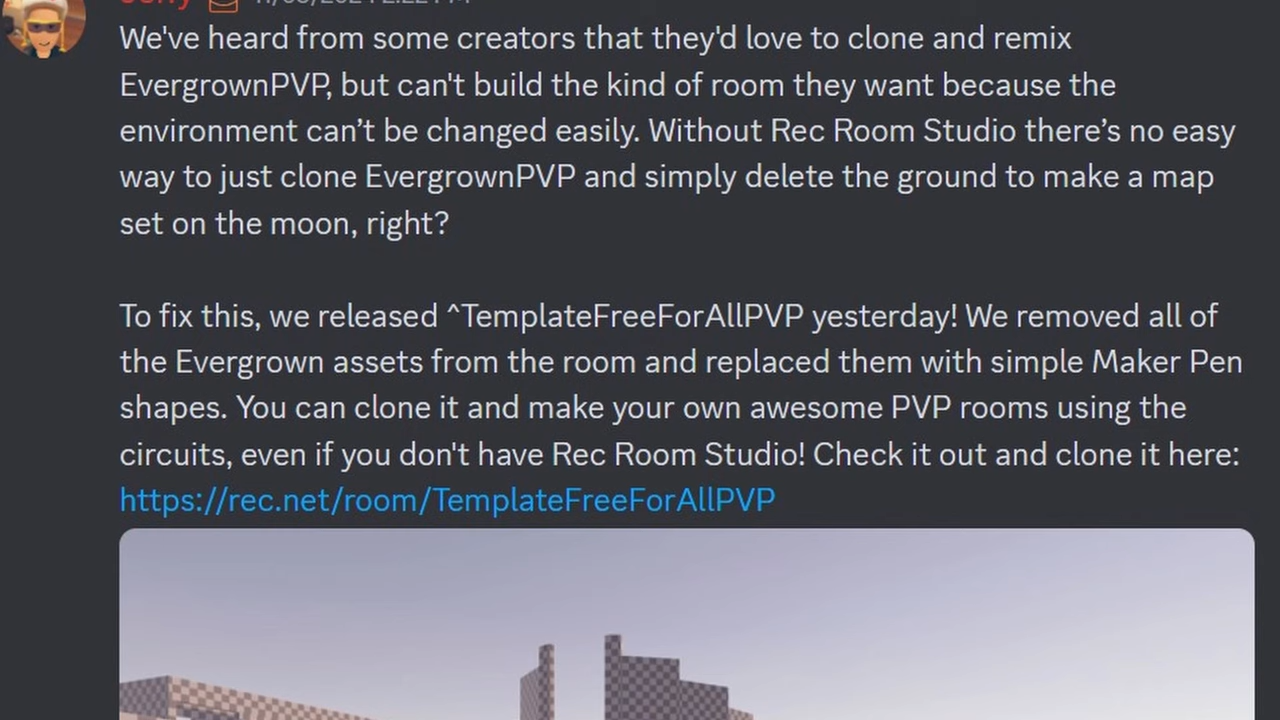 We've heard from some creators that they'd love to clone and remix
EvergrownPVP, but can't build the kind of room they want because the
environment can’t be changed easily. Without Rec Room Studio there’s no easy
way to just clone EvergrownPVP and simply delete the ground to make a map
set on the moon, right?
To fix this, we released ^TemplateFreeForAllPVP yesterday! We removed all of
the Evergrown assets from the room and replaced them with simple Maker Pen
shapes. You can clone it and make your own awesome PVP rooms using the
circuits, even if you don't have Rec Room Studio! Check it out and clone it here:
https://rec.net/room/TemplateFreeForAllPVP